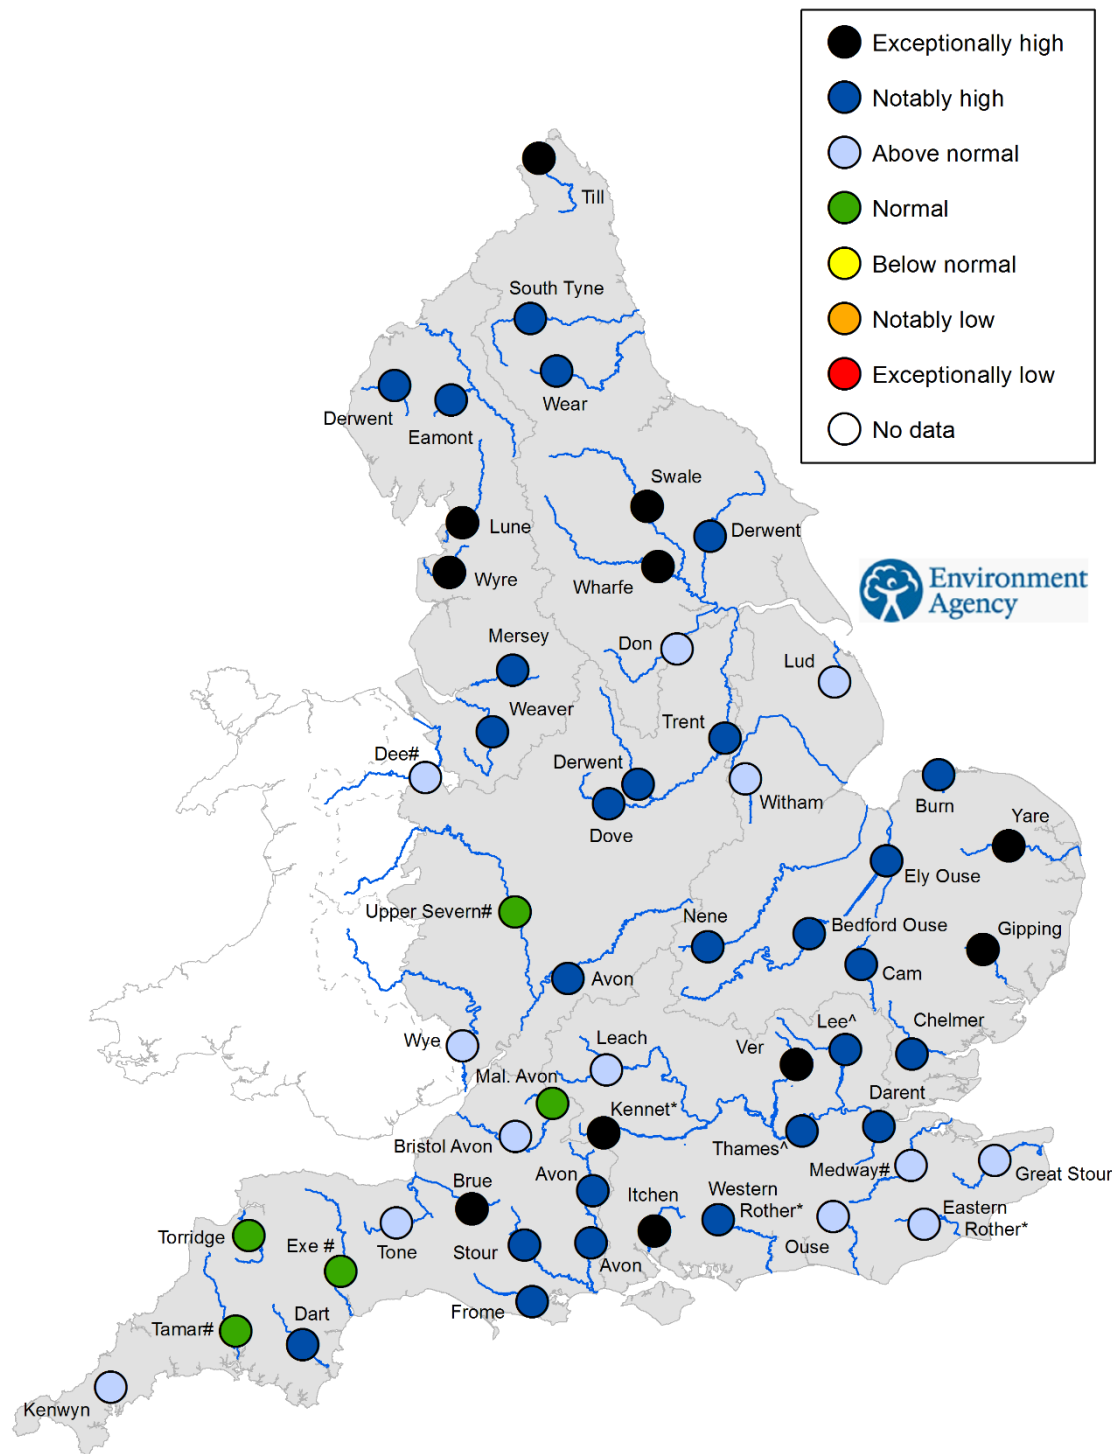 Exceptionally high
Notably high
Above normal
Normal
Below normal
Notably low
Exceptionally low
No data
Till
South Tyne
Wear
Derwent
Eamont
Swale
Lune
Derwent
Wyre
Wharfe
Environment
Agency
Mersey
Don
Lud
Weaver
Trent
Dee#
Derwent
Witham
Burn
Dove
Yare
Ely Ouse
Upper Severn#
Nene
Bedford Ouse
Gipping
Avon
Cam
Wye
Leach
Ver
Lee^
Chelmer
Mal. Avon
Kennet*
Darent
Bristol Avon
Thames^
Medway#
Great Stour
Brue
Avon
Itchen
Western
Rother*
Eastern
Rother*
Torridge
Exe #
Tone
Stour
Avon
Ouse
Frome
Dart
Tamar#
Kenwyn